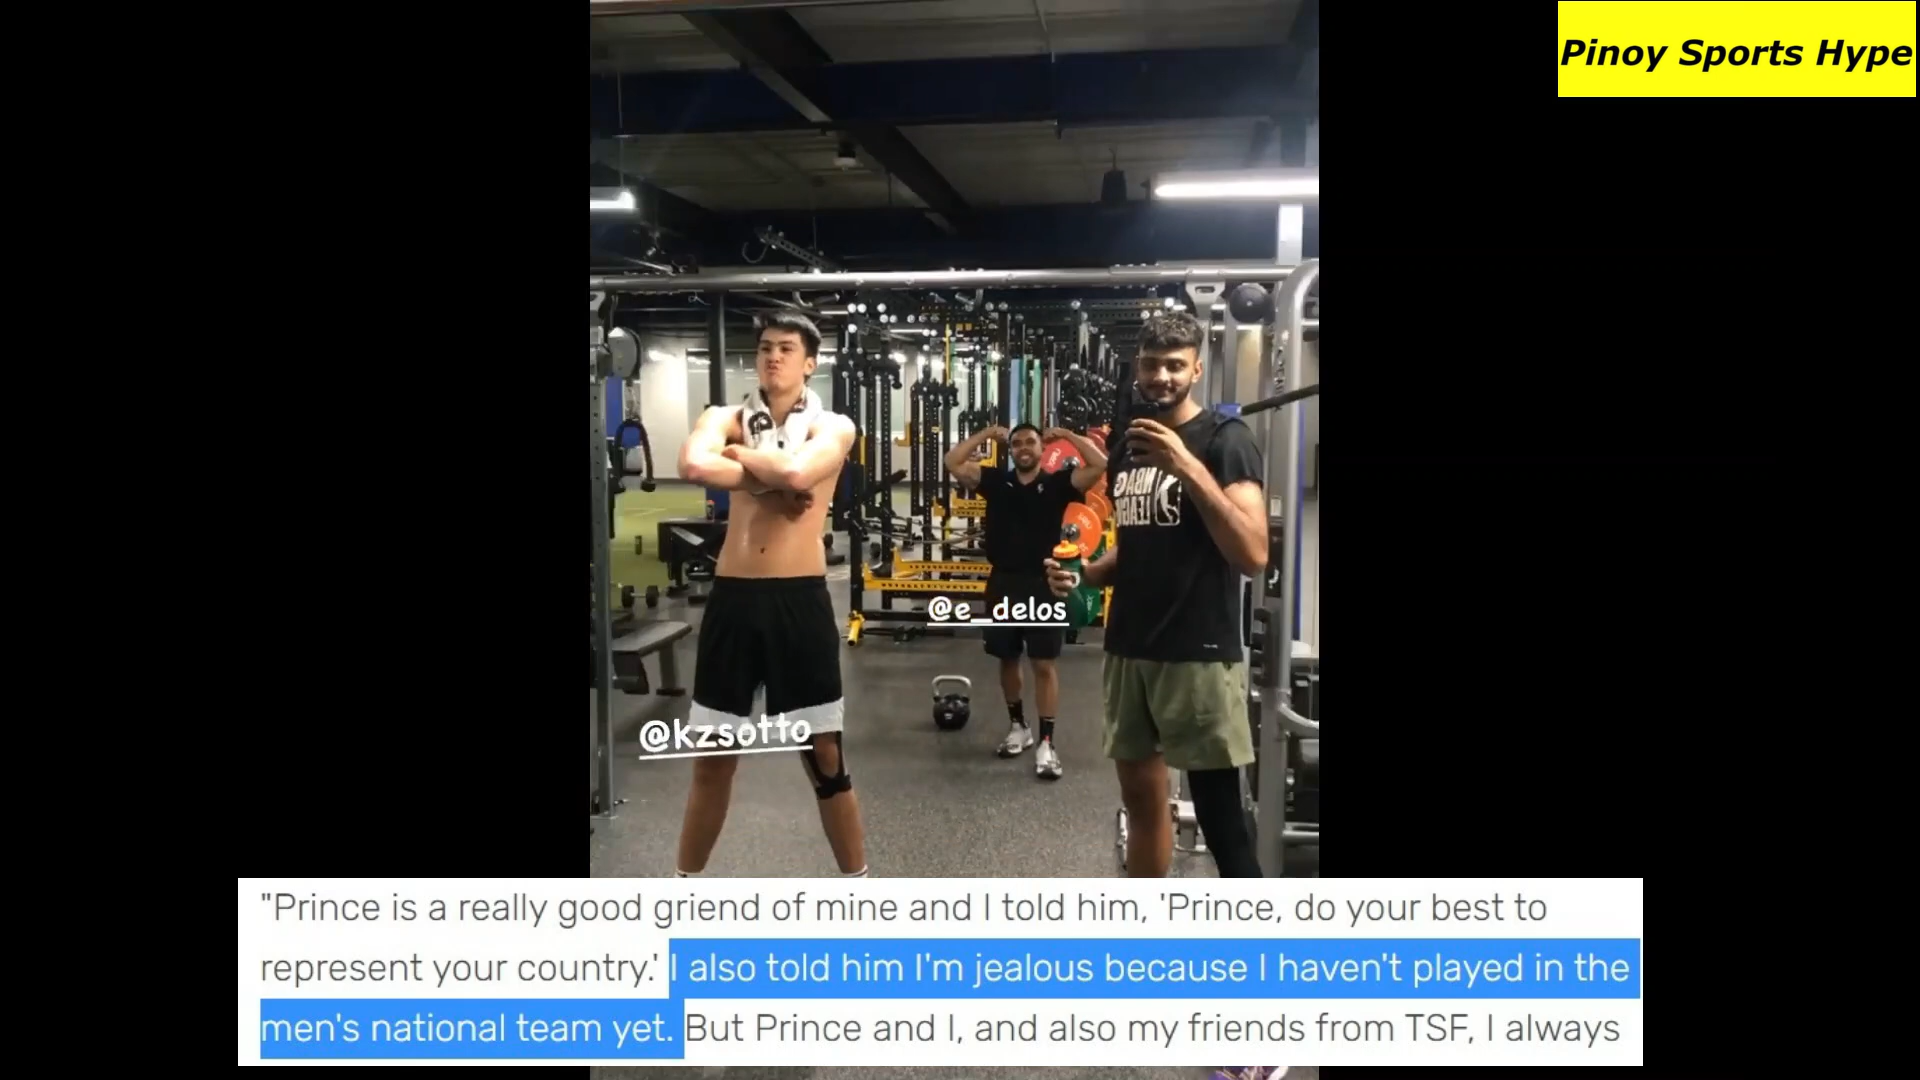 Pinoy Sports Hype
@e_delos
@kzsotto
"Prince is a really good griend of mine and I told him, 'Prince, do your best to
represent your country.' I also told him I'm jealous because I haven't played in the
men's national team yet. But Prince and I, and also my friends from TSF, I always